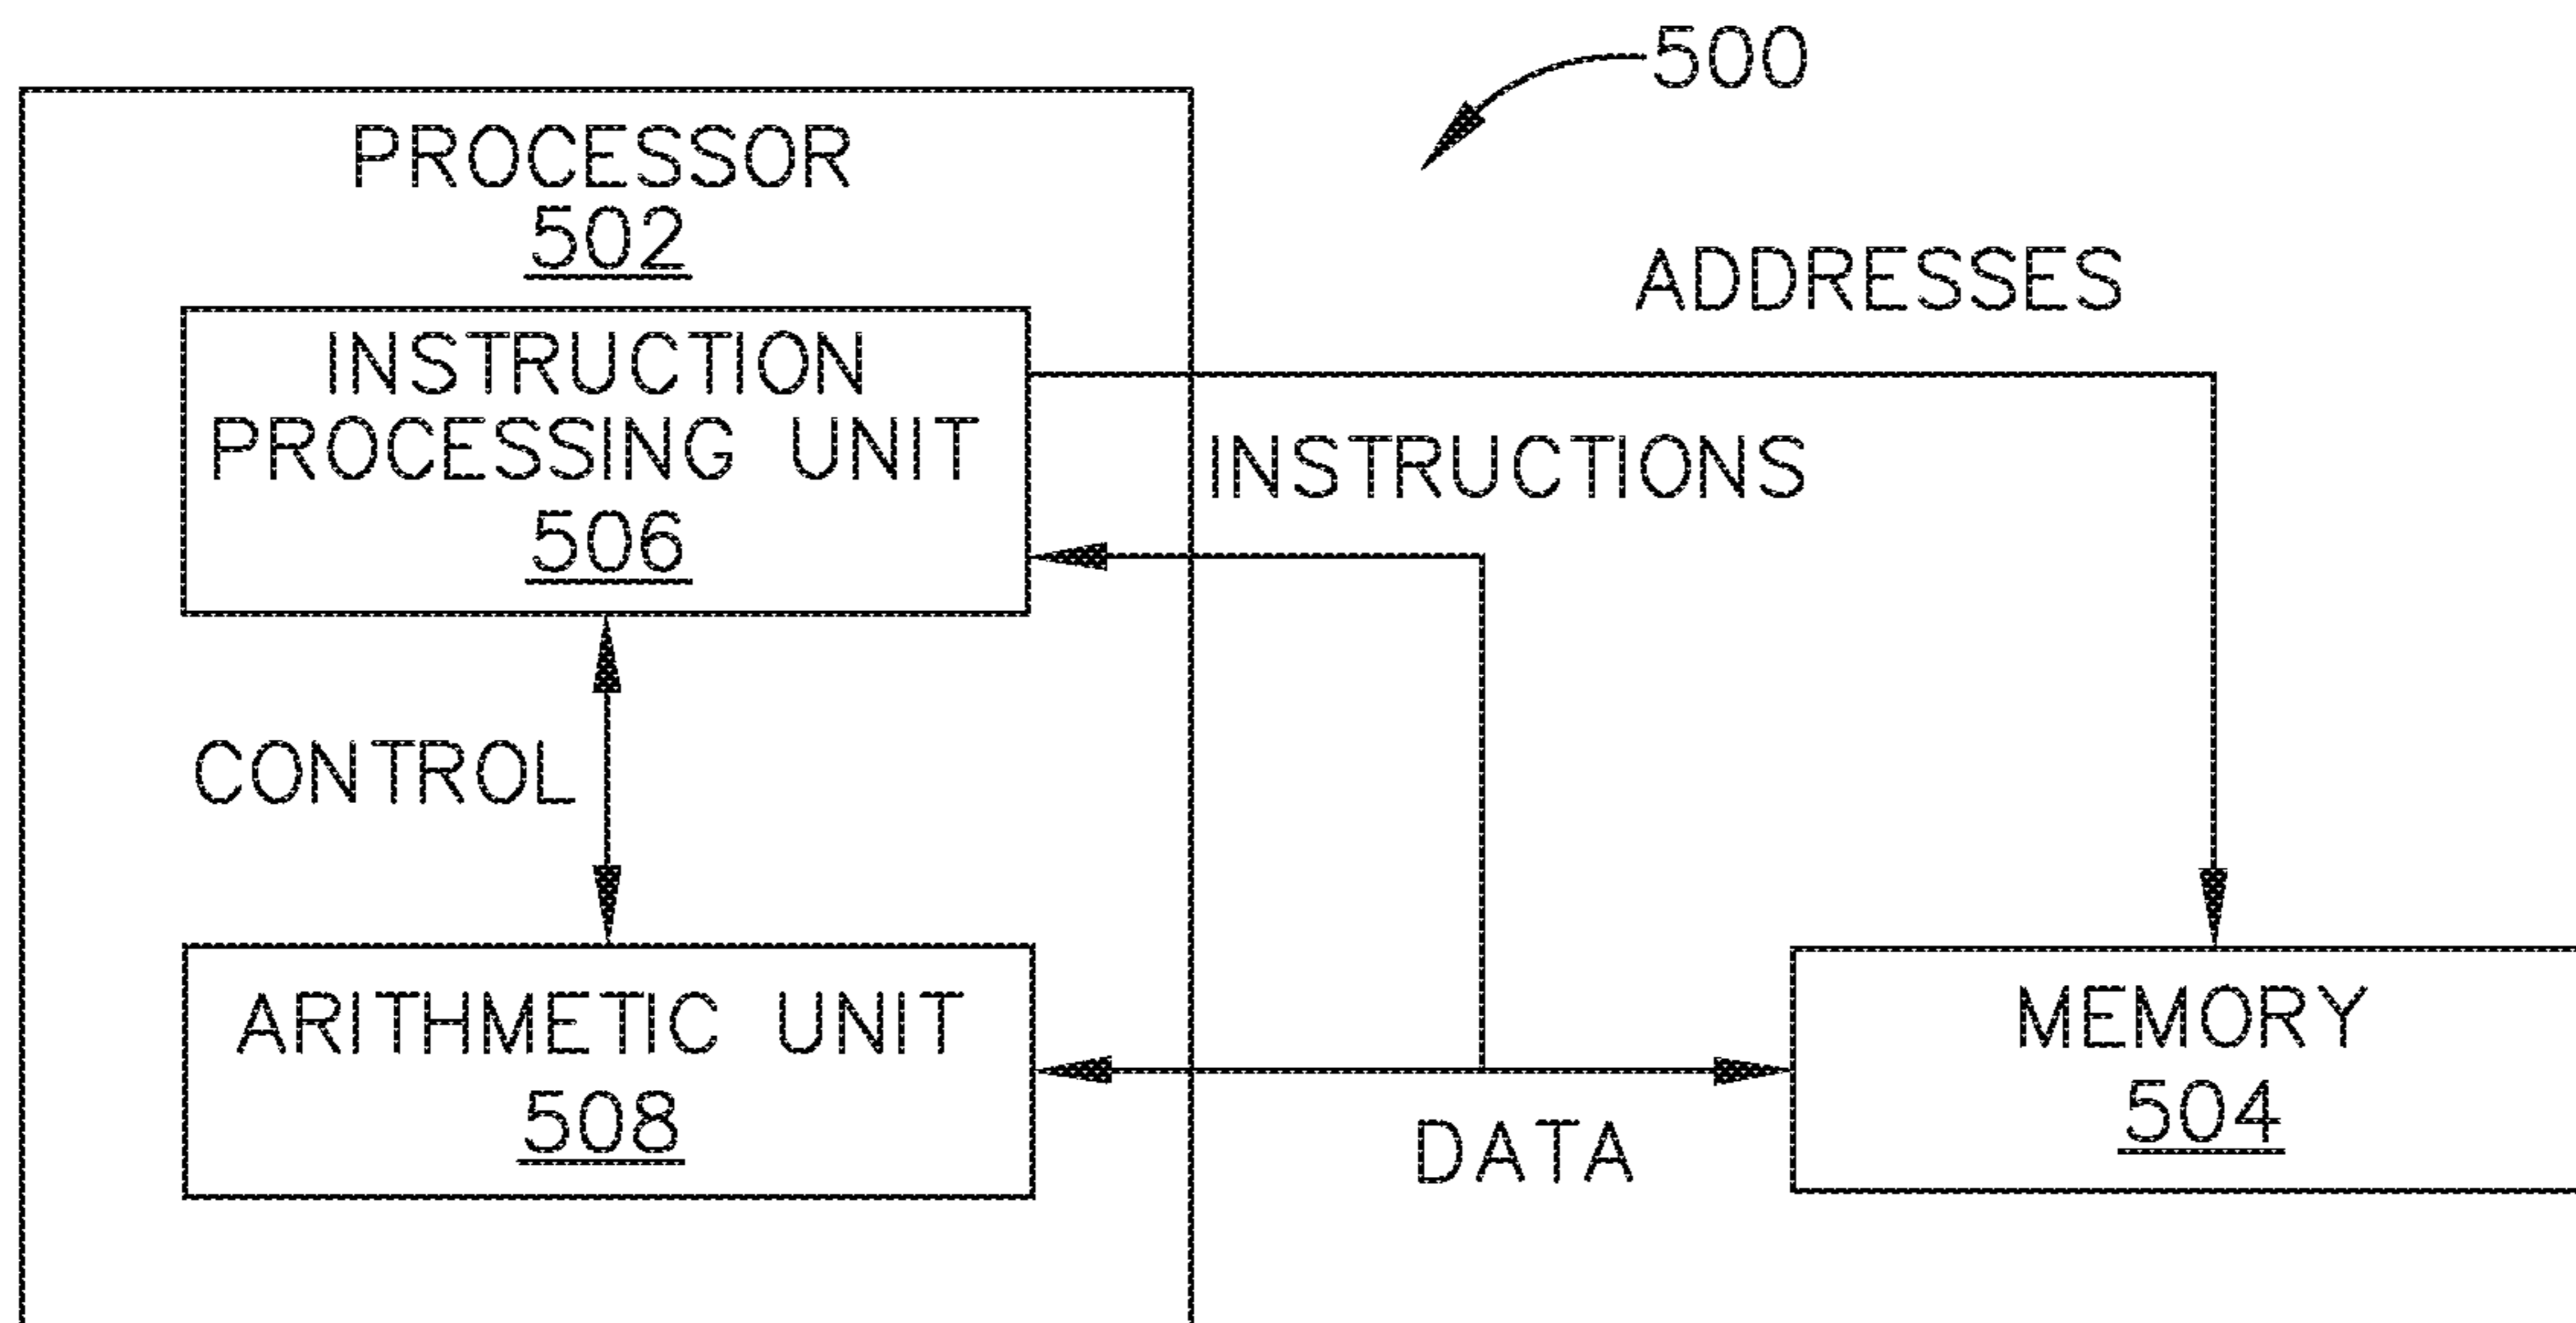 500
PROCESSOR
502
ADDRESSES
INSTRUCTION
PROCESSING UNIT
506
INSTRUCTIONS
CONTROL
ARITHMETIC UNIT
508
DATA
MEMORY
504